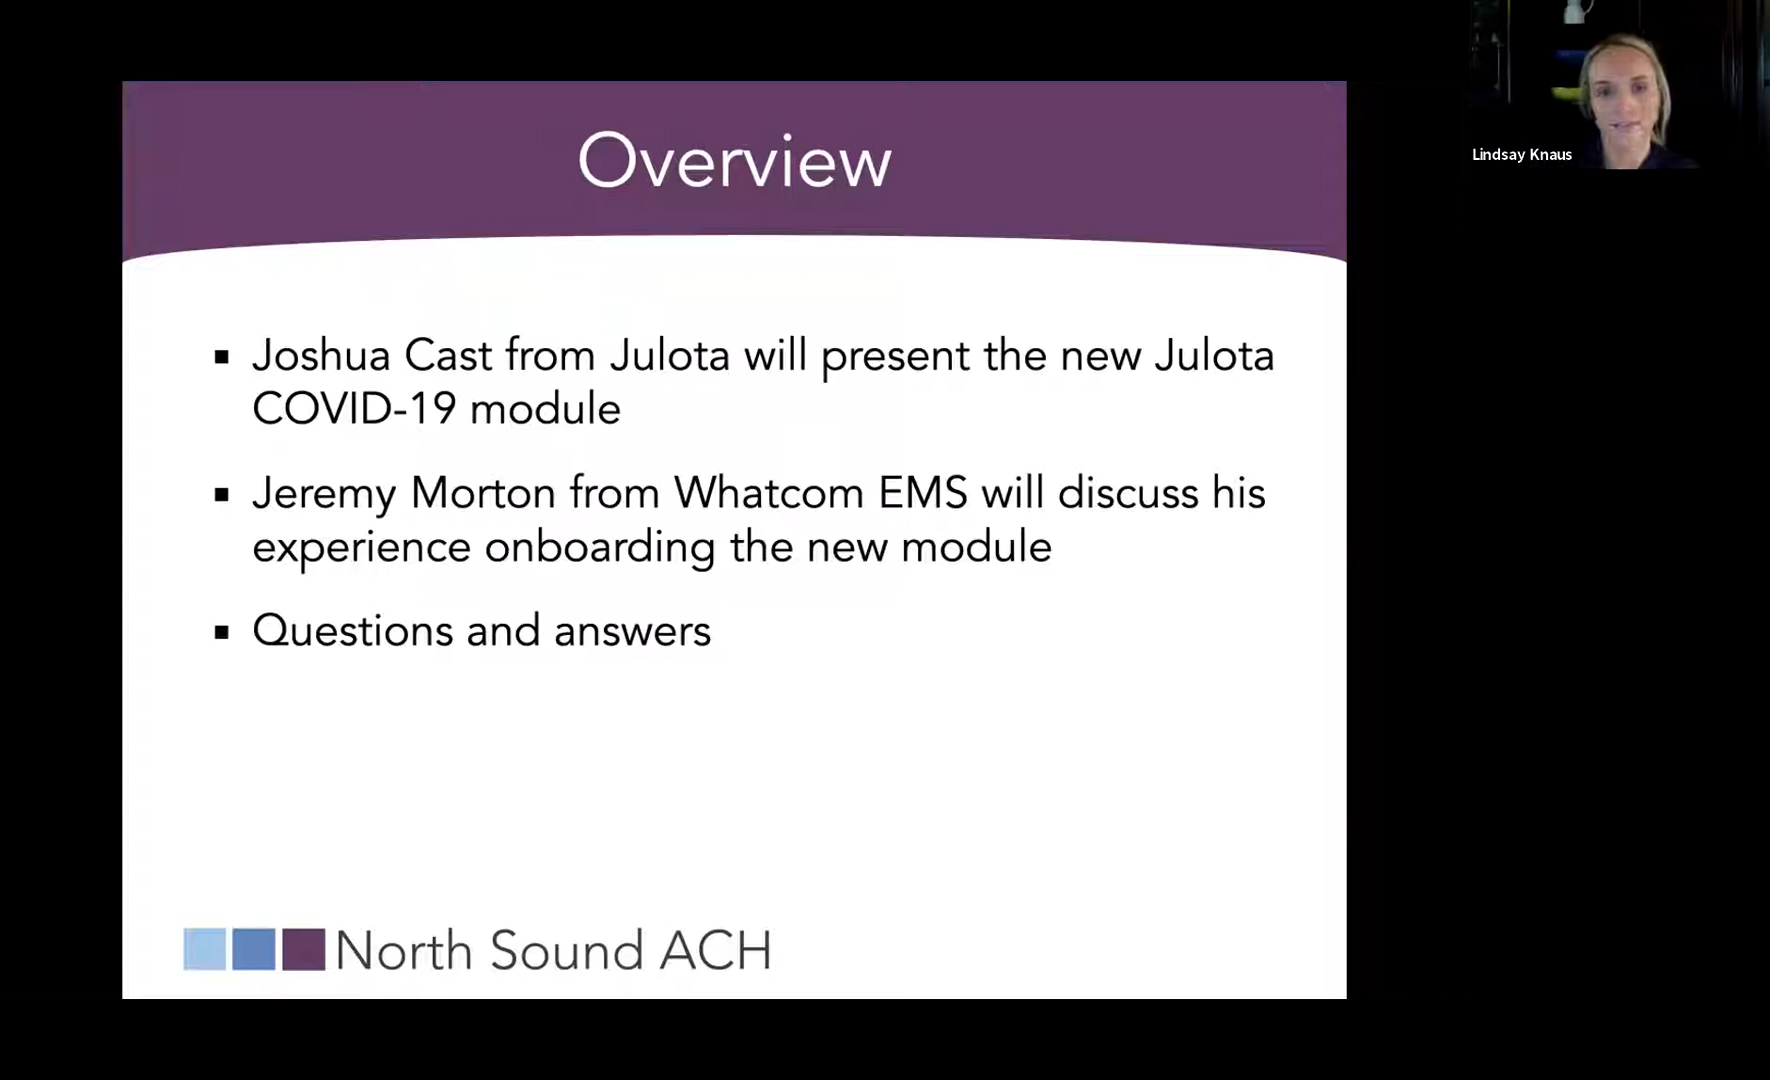 Overview
Lindsay Knaus
▪ Joshua Cast from Julota will present the new Julota
COVID-19 module
▪ Jeremy Morton from Whatcom EMS will discuss his
experience onboarding the new module
▪ Questions and answers
North Sound ACH